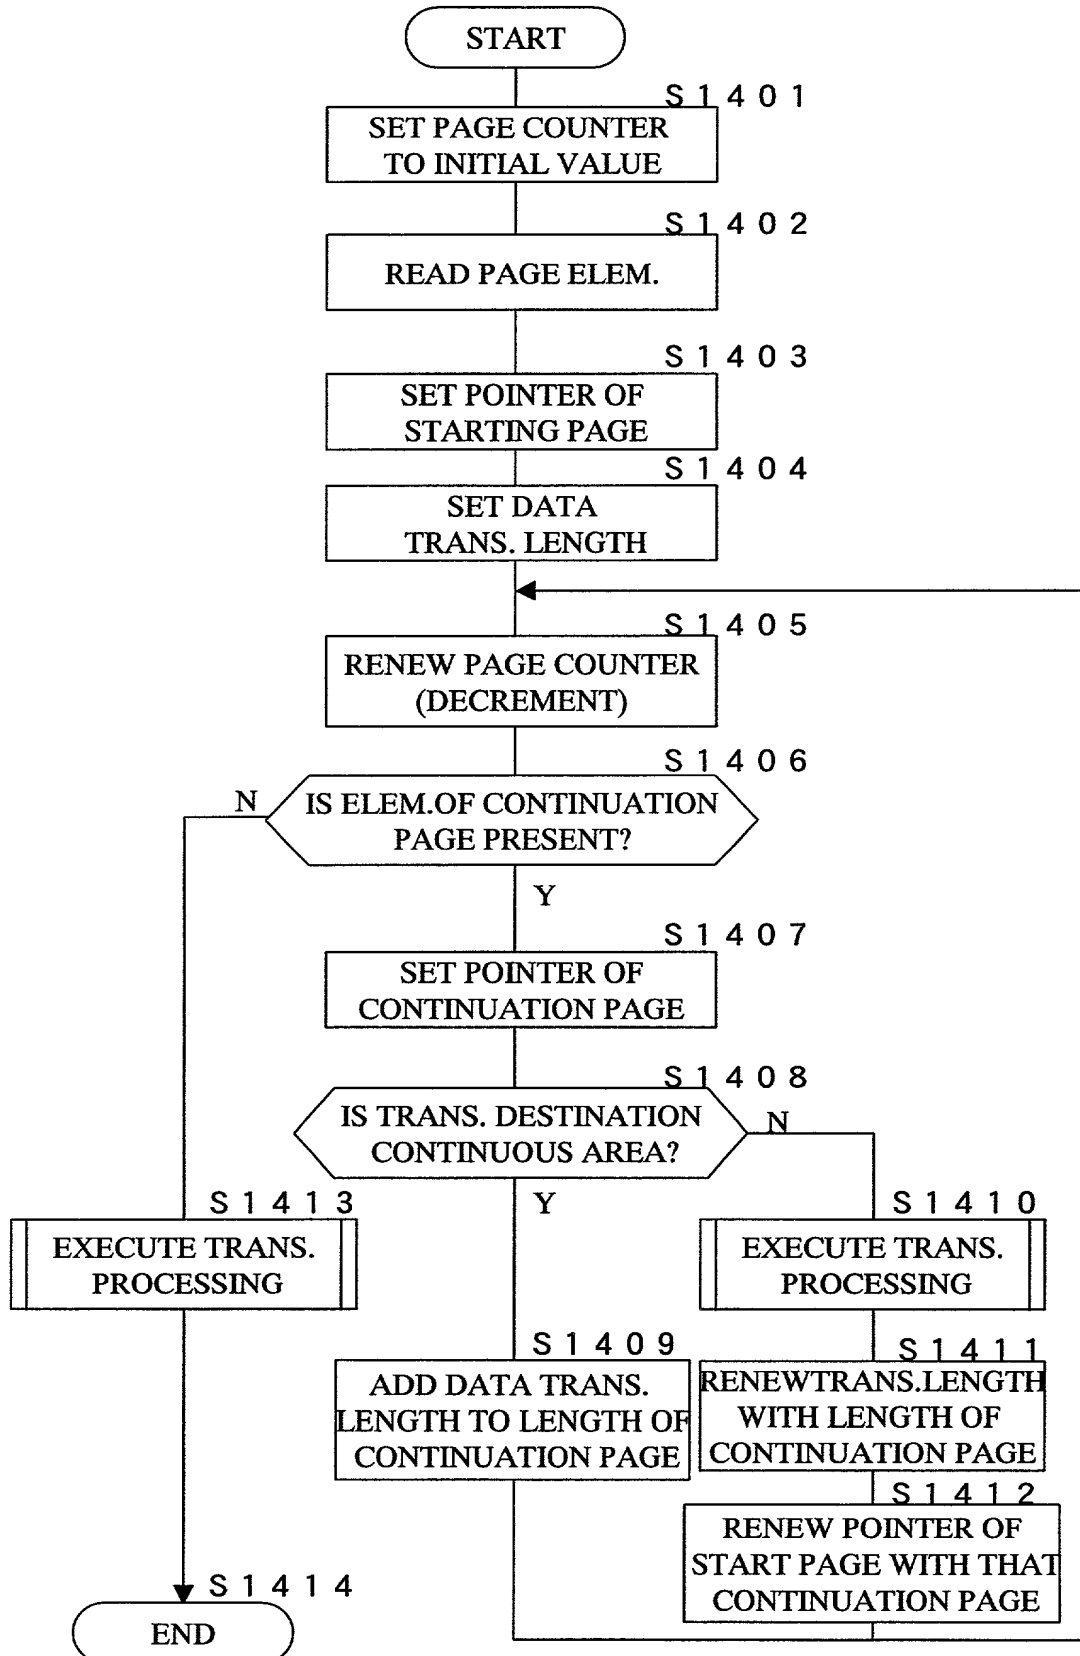 START
S1401
SET PAGE COUNTER
TO INITIAL VALUE
S1402
READ PAGE ELEM.
S1403
SET POINTER OF
STARTING PAGE
S1404
SET DATA
TRANS. LENGTH
S1405
RENEW PAGE COUNTER
(DECREMENT)
S1406
N
IS ELEM.OF CONTINUATION
PAGE PRESENT?
Y
S1407
SET POINTER OF
CONTINUATION PAGE
S1408
IS TRANS. DESTINATION
CONTINUOUS AREA?
N
Y
S1413
EXECUTE TRANS.
PROCESSING
S1410
EXECUTE TRANS.
PROCESSING
S1409
ADD DATA TRANS.
LENGTH TO LENGTH OF
CONTINUATION PAGE
S1411
RENEWTRANS.LENGTH
WITH LENGTH OF
CONTINUATION PAGE
S1412
RENEW POINTER OF
START PAGE WITH THAT
CONTINUATION PAGE
S1414
END